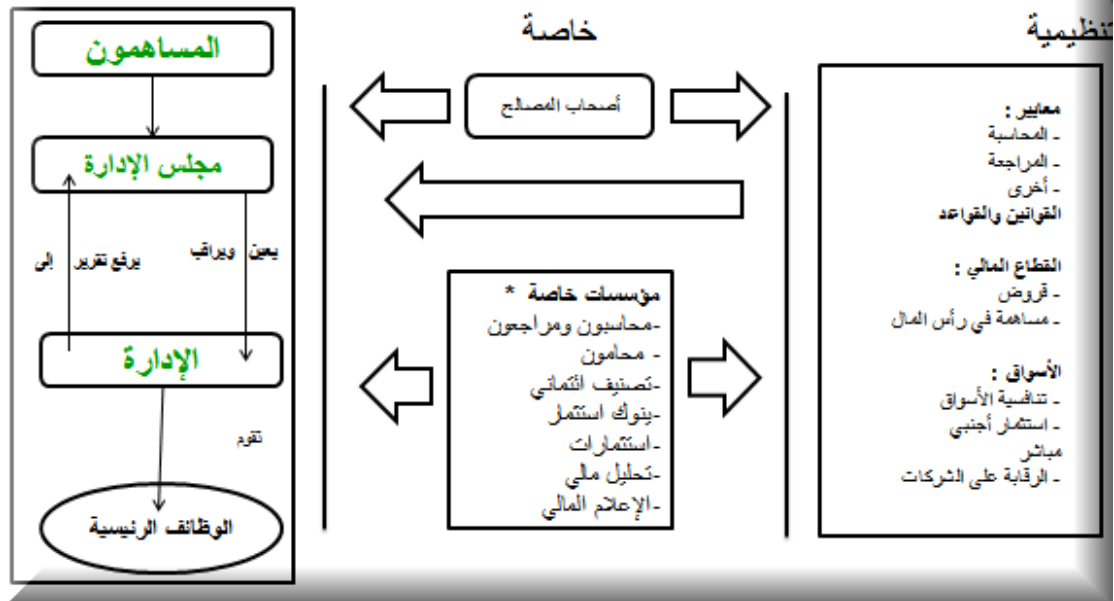 تنظيمية
معايير :
- المحاسبة
- المراجعة
- أخرى
القوانين والقواعد
القطاع المالي :
- قروض
- مساهمة في رأس المال
الأسواق :
- تنافسية الأسواق
- استثمار أجنبي
مباشر
- الرقابة على الشركات
خاصة
أصحاب المصالح
مؤسسات خاصة *
-محاسبون ومراجعون
- محامون
-تصنيف ائتماني
-بنوك استثمار
-استثمارات
-تحليل مالي
-الإعلام المالي
المساهمون
مجلس الإدارة
يعين ويراقب
يرفع تقرير إلى
الإدارة
تقوم
الوظائف الرئيسية